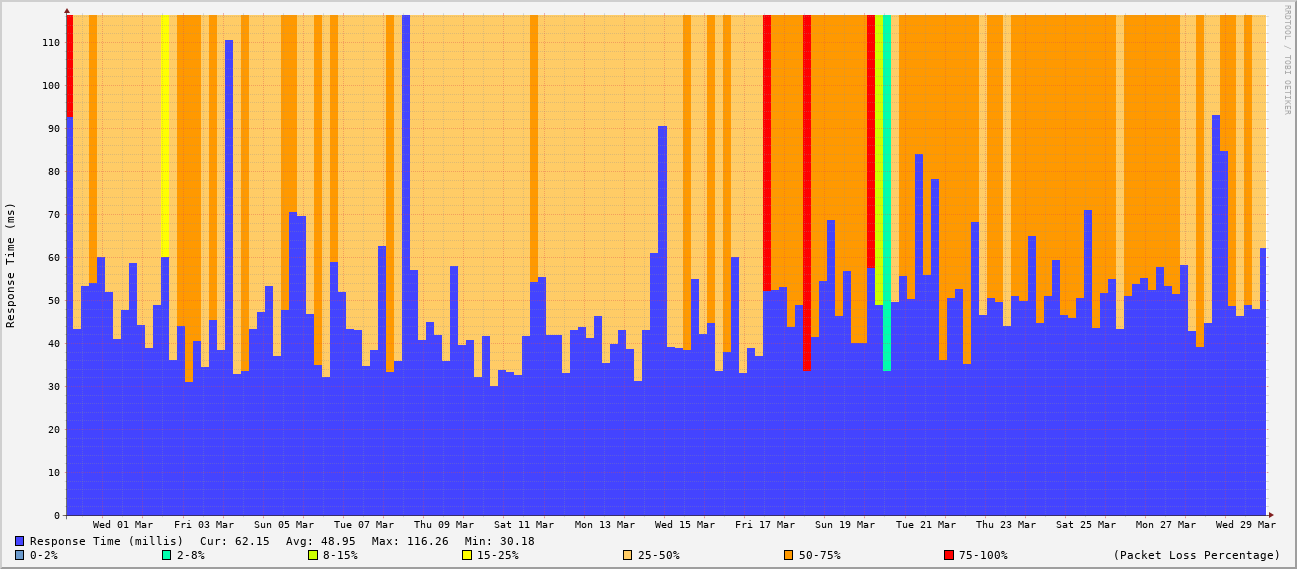 RRDTOOL / TOBI OETIKER
Response Time (ms)
110
100
90
80
70
60
50
40
30
20
10
0
Wed 01 Mar Fri 03 Mar Sun 05 Mar Tue 07 Mar Thu 09 Mar Sat 11 Mar Mon 13 Mar Wed 15 Mar Fri 17 Mar Sun 19 Mar Tue 21 Mar Thu 23 Mar Sat 25 Mar Mon 27 Mar Wed 29 Mar
Response Time (millis) Cur: 62.15 Avg: 48.95 Max: 116.26 Min: 30.18
0-2% 2-8% 8-15% 15-25% 25-50% 50-75% 75-100% (Packet Loss Percentage)